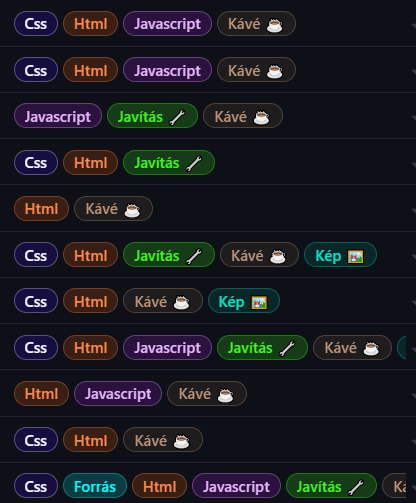 Css Html Javascript Kávé ☕
Css Html Javascript Kávé ☕
Javascript Javítás 🔧 Kávé ☕
Css Html Javítás 🔧
Html Kávé ☕
Css Html Javítás 🔧 Kávé ☕ Kép 🖼️
Css Html Kávé ☕ Kép 🖼️
Css Html Javascript Javítás 🔧 Kávé ☕
Html Javascript Kávé ☕
Css Html Kávé ☕
Css Forrás Html Javascript Javítás 🔧